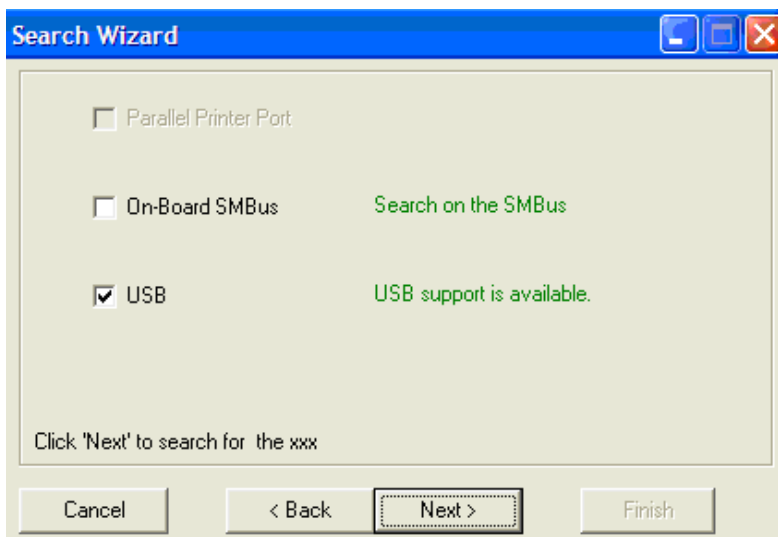 Search Wizard
Parallel Printer Port
On-Board SMBus Search on the SMBus
USB USB support is available.
Click 'Next' to search for the xxx
Cancel < Back Next > Finish